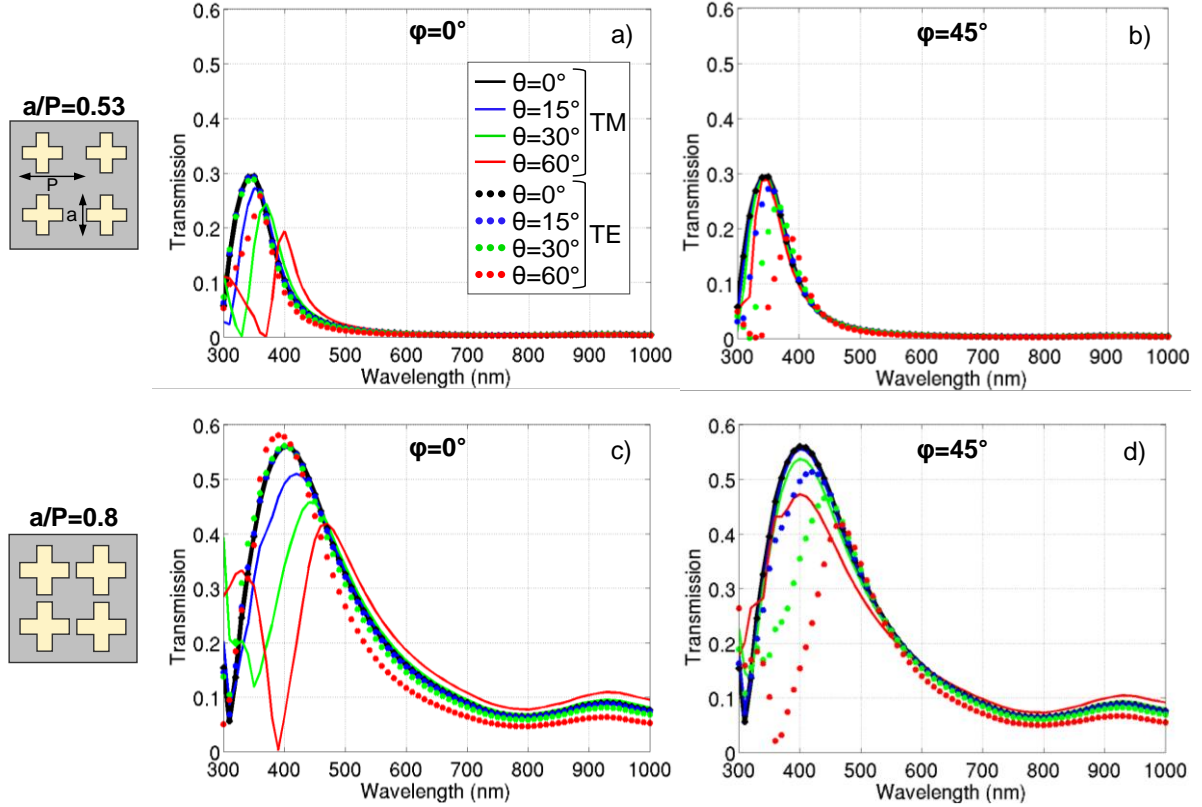 a/P=0.53
P
a
φ=0°
a)
0.6
0.5
0.4
0.3
0.2
0.1
0
Transmission
θ=0°
θ=15°
θ=30°
θ=60°
TM
θ=0°
θ=15°
θ=30°
θ=60°
TE
300 400 500 600 700 800 900 1000
Wavelength (nm)
φ=45°
b)
0.6
0.5
0.4
0.3
0.2
0.1
0
Transmission
300 400 500 600 700 800 900 1000
Wavelength (nm)
a/P=0.8
φ=0°
c)
0.6
0.5
0.4
0.3
0.2
0.1
0
Transmission
300 400 500 600 700 800 900 1000
Wavelength (nm)
φ=45°
d)
0.6
0.5
0.4
0.3
0.2
0.1
0
Transmission
300 400 500 600 700 800 900 1000
Wavelength (nm)